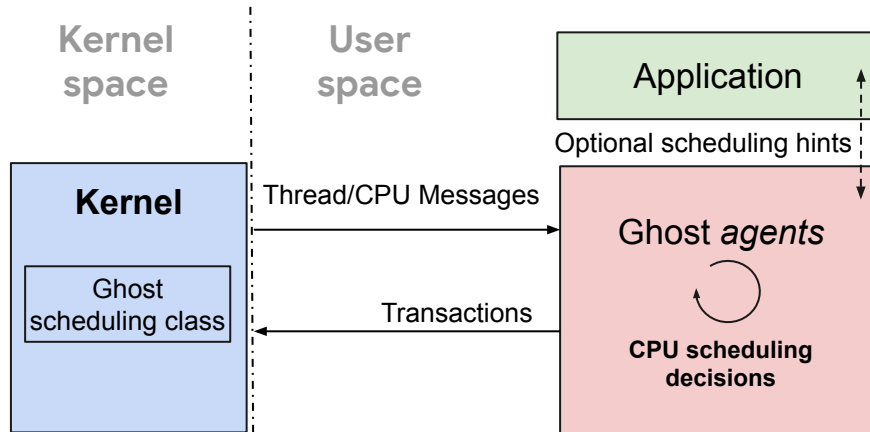 Kernel
space
User
space
Application
Optional scheduling hints
Kernel
Thread/CPU Messages
Ghost agents
Ghost
scheduling class
Transactions
CPU scheduling
decisions